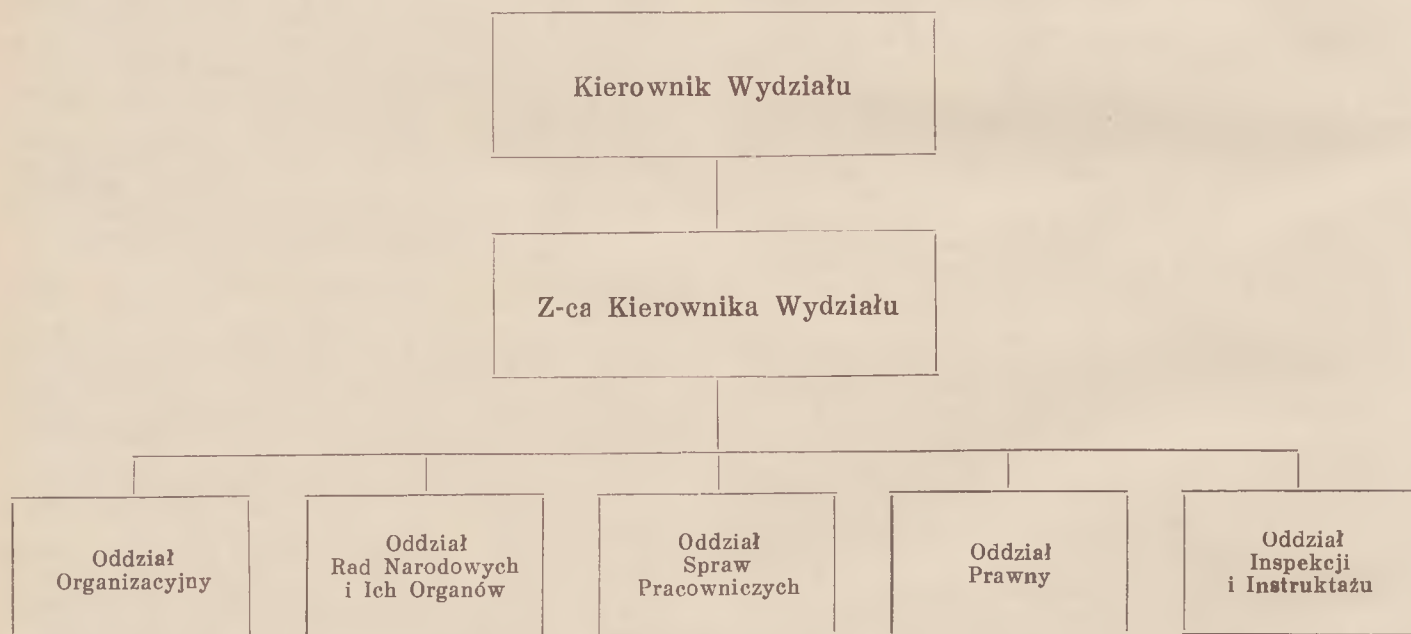 Kierownik Wydziału
Z-ca Kierownika Wydziału
Oddział
Organizacyjny
Oddział
Rad Narodowych
i Ich Organów
Oddział
Spraw
Pracowniczych
Oddział
Prawny
Oddział
Inspekcji
i Instruktażu